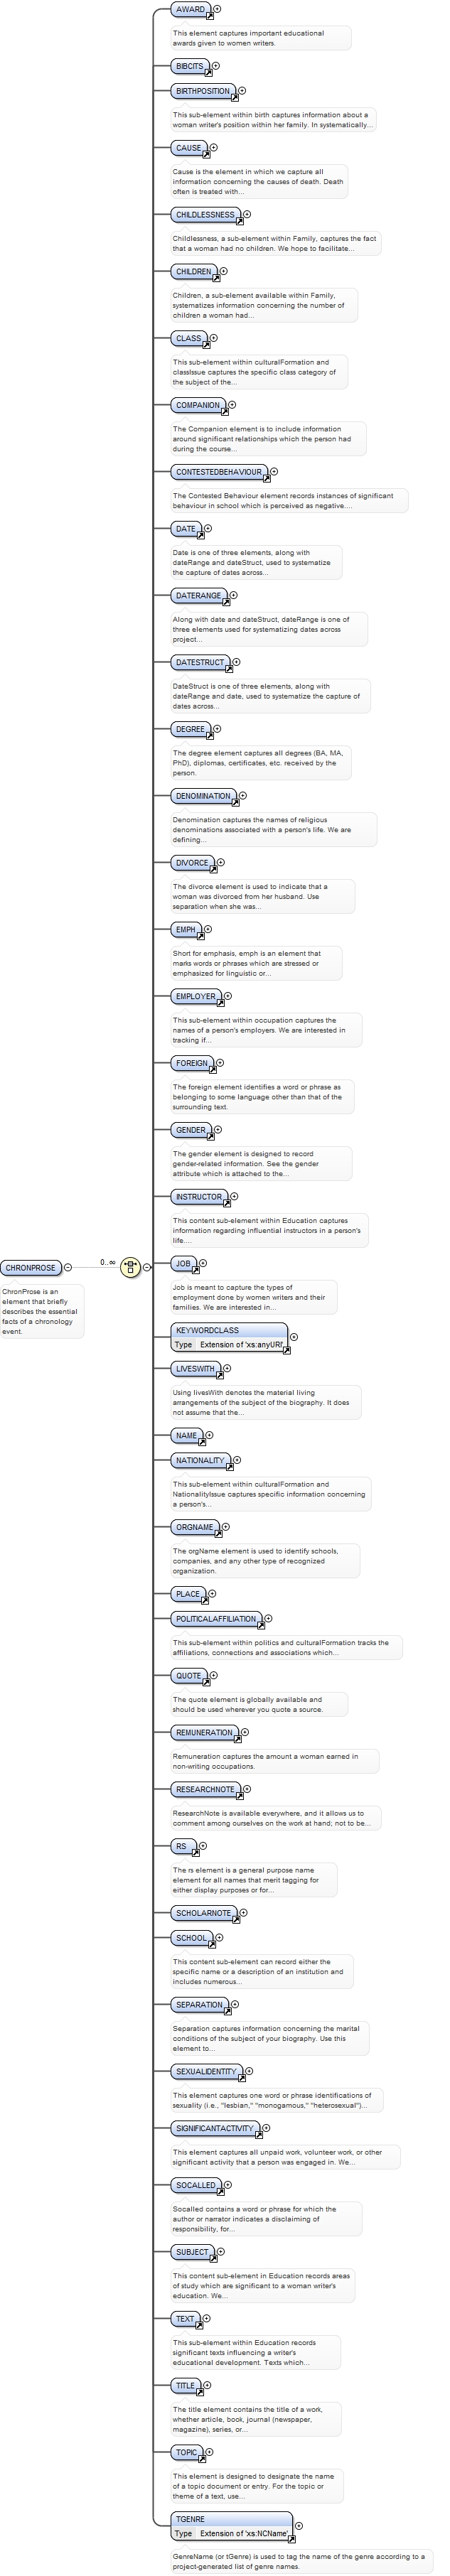 AWARD
This element captures important educational
awards given to women writers.
BIBCITS
BIRTHPOSITION
This sub-element within birth captures information about a
woman writer's position within her family. In systematically...
CAUSE
Cause is the element in which we capture all
information concerning the causes of death. Death
often is treated with...
CHILDLESSNESS
Childlessness, a sub-element within Family, captures the fact
that a woman had no children. We hope to facilitate...
CHILDREN
Children, a sub-element available within Family,
systematizes information concerning the number of
children a woman had...
CLASS
This sub-element within culturalFormation and
classIssue captures the specific class category of
the subject of the...
COMPANION
The Companion element is to include information
around significant relationships which the person had
during the course...
CONTESTEDBEHAVIOUR
The Contested Behaviour element records instances of significant
behaviour in school which is perceived as negative....
DATE
Date is one of three elements, along with
dateRange and dateStruct, used to systematize
the capture of dates across...
DATERANGE
Along with date and dateStruct, dateRange is one of
three elements used for systematizing dates across
project...
DATESTRUCT
DateStruct is one of three elements, along with
dateRange and date, used to systematize the capture of
dates across...
DEGREE
The degree element captures all degrees (BA, MA,
PhD), diplomas, certificates, etc. received by the
person.
DENOMINATION
Denomination captures the names of religious
denominations associated with a person's life. We are
defining...
DIVORCE
The divorce element is used to indicate that a
woman was divorced from her husband. Use
separation when she was...
EMPH
Short for emphasis, emph is an element that
marks words or phrases which are stressed or
emphasized for linguistic or...
EMPLOYER
This sub-element within occupation captures the
names of a person's employers. We are interested in
tracking if...
FOREIGN
The foreign element identifies a word or phrase as
belonging to some language other than that of the
surrounding text.
GENDER
The gender element is designed to record
gender-related information. See the gender
attribute which is attached to the...
INSTRUCTOR
This content sub-element within Education captures
information regarding influential instructors in a person's
life....
CHRONPROSE
0..∞
ChronProse is an
element that briefly
describes the essential
facts of a chronology
event.
JOB
Job is meant to capture the types of
employment done by women writers and their
families. We are interested in...
KEYWORDCLASS
Type Extension of 'xs:anyURI'
LIVESWITH
Using livesWith denotes the material living
arrangements of the subject of the biography. It does
not assume that the...
NAME
NATIONALITY
This sub-element within culturalFormation and
NationalityIssue captures specific information concerning
a person's...
ORGNAME
The orgName element is used to identify schools,
companies, and any other type of recognized
organization.
PLACE
POLITICALAFFILIATION
This sub-element within politics and culturalFormation tracks the
affiliations, connections and associations which...
QUOTE
The quote element is globally available and
should be used wherever you quote a source.
REMUNERATION
Remuneration captures the amount a woman earned in
non-writing occupations.
RESEARCHNOTE
ResearchNote is available everywhere, and it allows us to
comment among ourselves on the work at hand; not to be...
RS
The rs element is a general purpose name
element for all names that merit tagging for
either display purposes or for...
SCHOLARNOTE
SCHOOL
This content sub-element can record either the
specific name or a description of an institution and
includes numerous...
SEPARATION
Separation captures information concerning the marital
conditions of the subject of your biography. Use this
element to...
SEXUALIDENTITY
This element captures one word or phrase identifications of
sexuality (i.e., "lesbian," "monogamous," "heterosexual")...
SIGNIFICANTACTIVITY
This element captures all unpaid work, volunteer work, or other
significant activity that a person was engaged in. We...
SOCALLED
Socalled contains a word or phrase for which the
author or narrator indicates a disclaiming of
responsibility, for...
SUBJECT
This content sub-element in Education records areas
of study which are significant to a woman writer's
education. We...
TEXT
This sub-element within Education records
significant texts influencing a writer's
educational development. Texts which...
TITLE
The title element contains the title of a work,
whether article, book, journal (newspaper,
magazine), series, or...
TOPIC
This element is designed to designate the name
of a topic document or entry. For the topic or
theme of a text, use...
TGENRE
Type Extension of 'xs:NCName'
GenreName (or tGenre) is used to tag the name of the genre according to a
project-generated list of genre names.